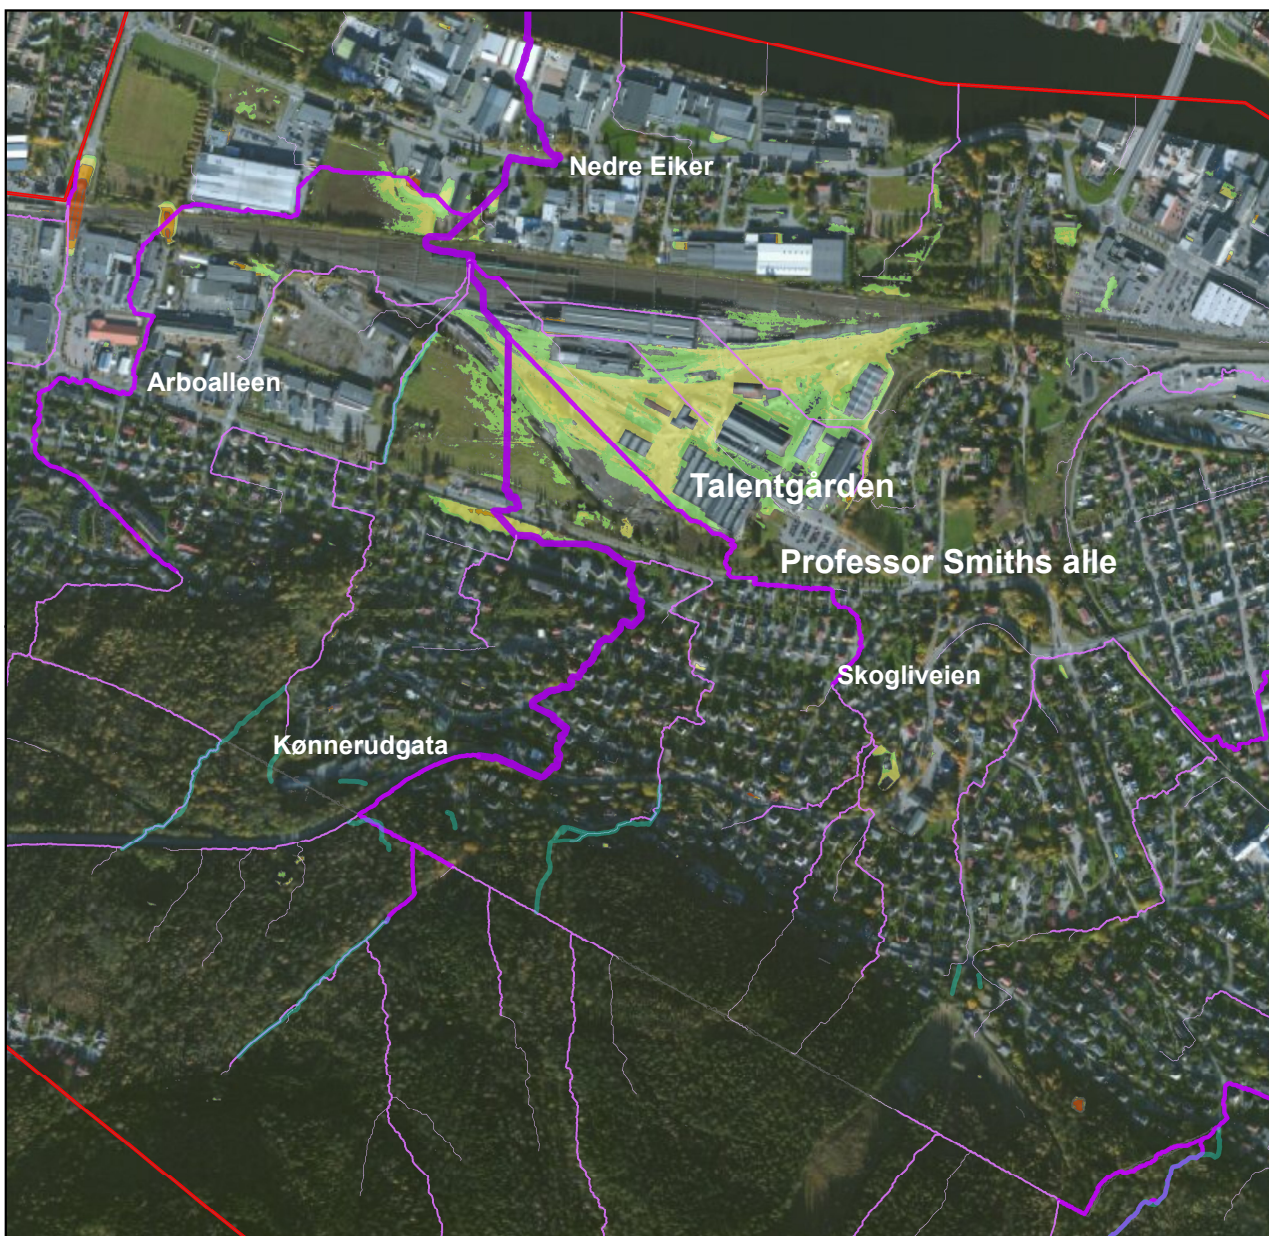 Nedre Eiker
Arboalleen
Talentgården
Professor Smiths alle
Skogliveien
Kønnerudgata